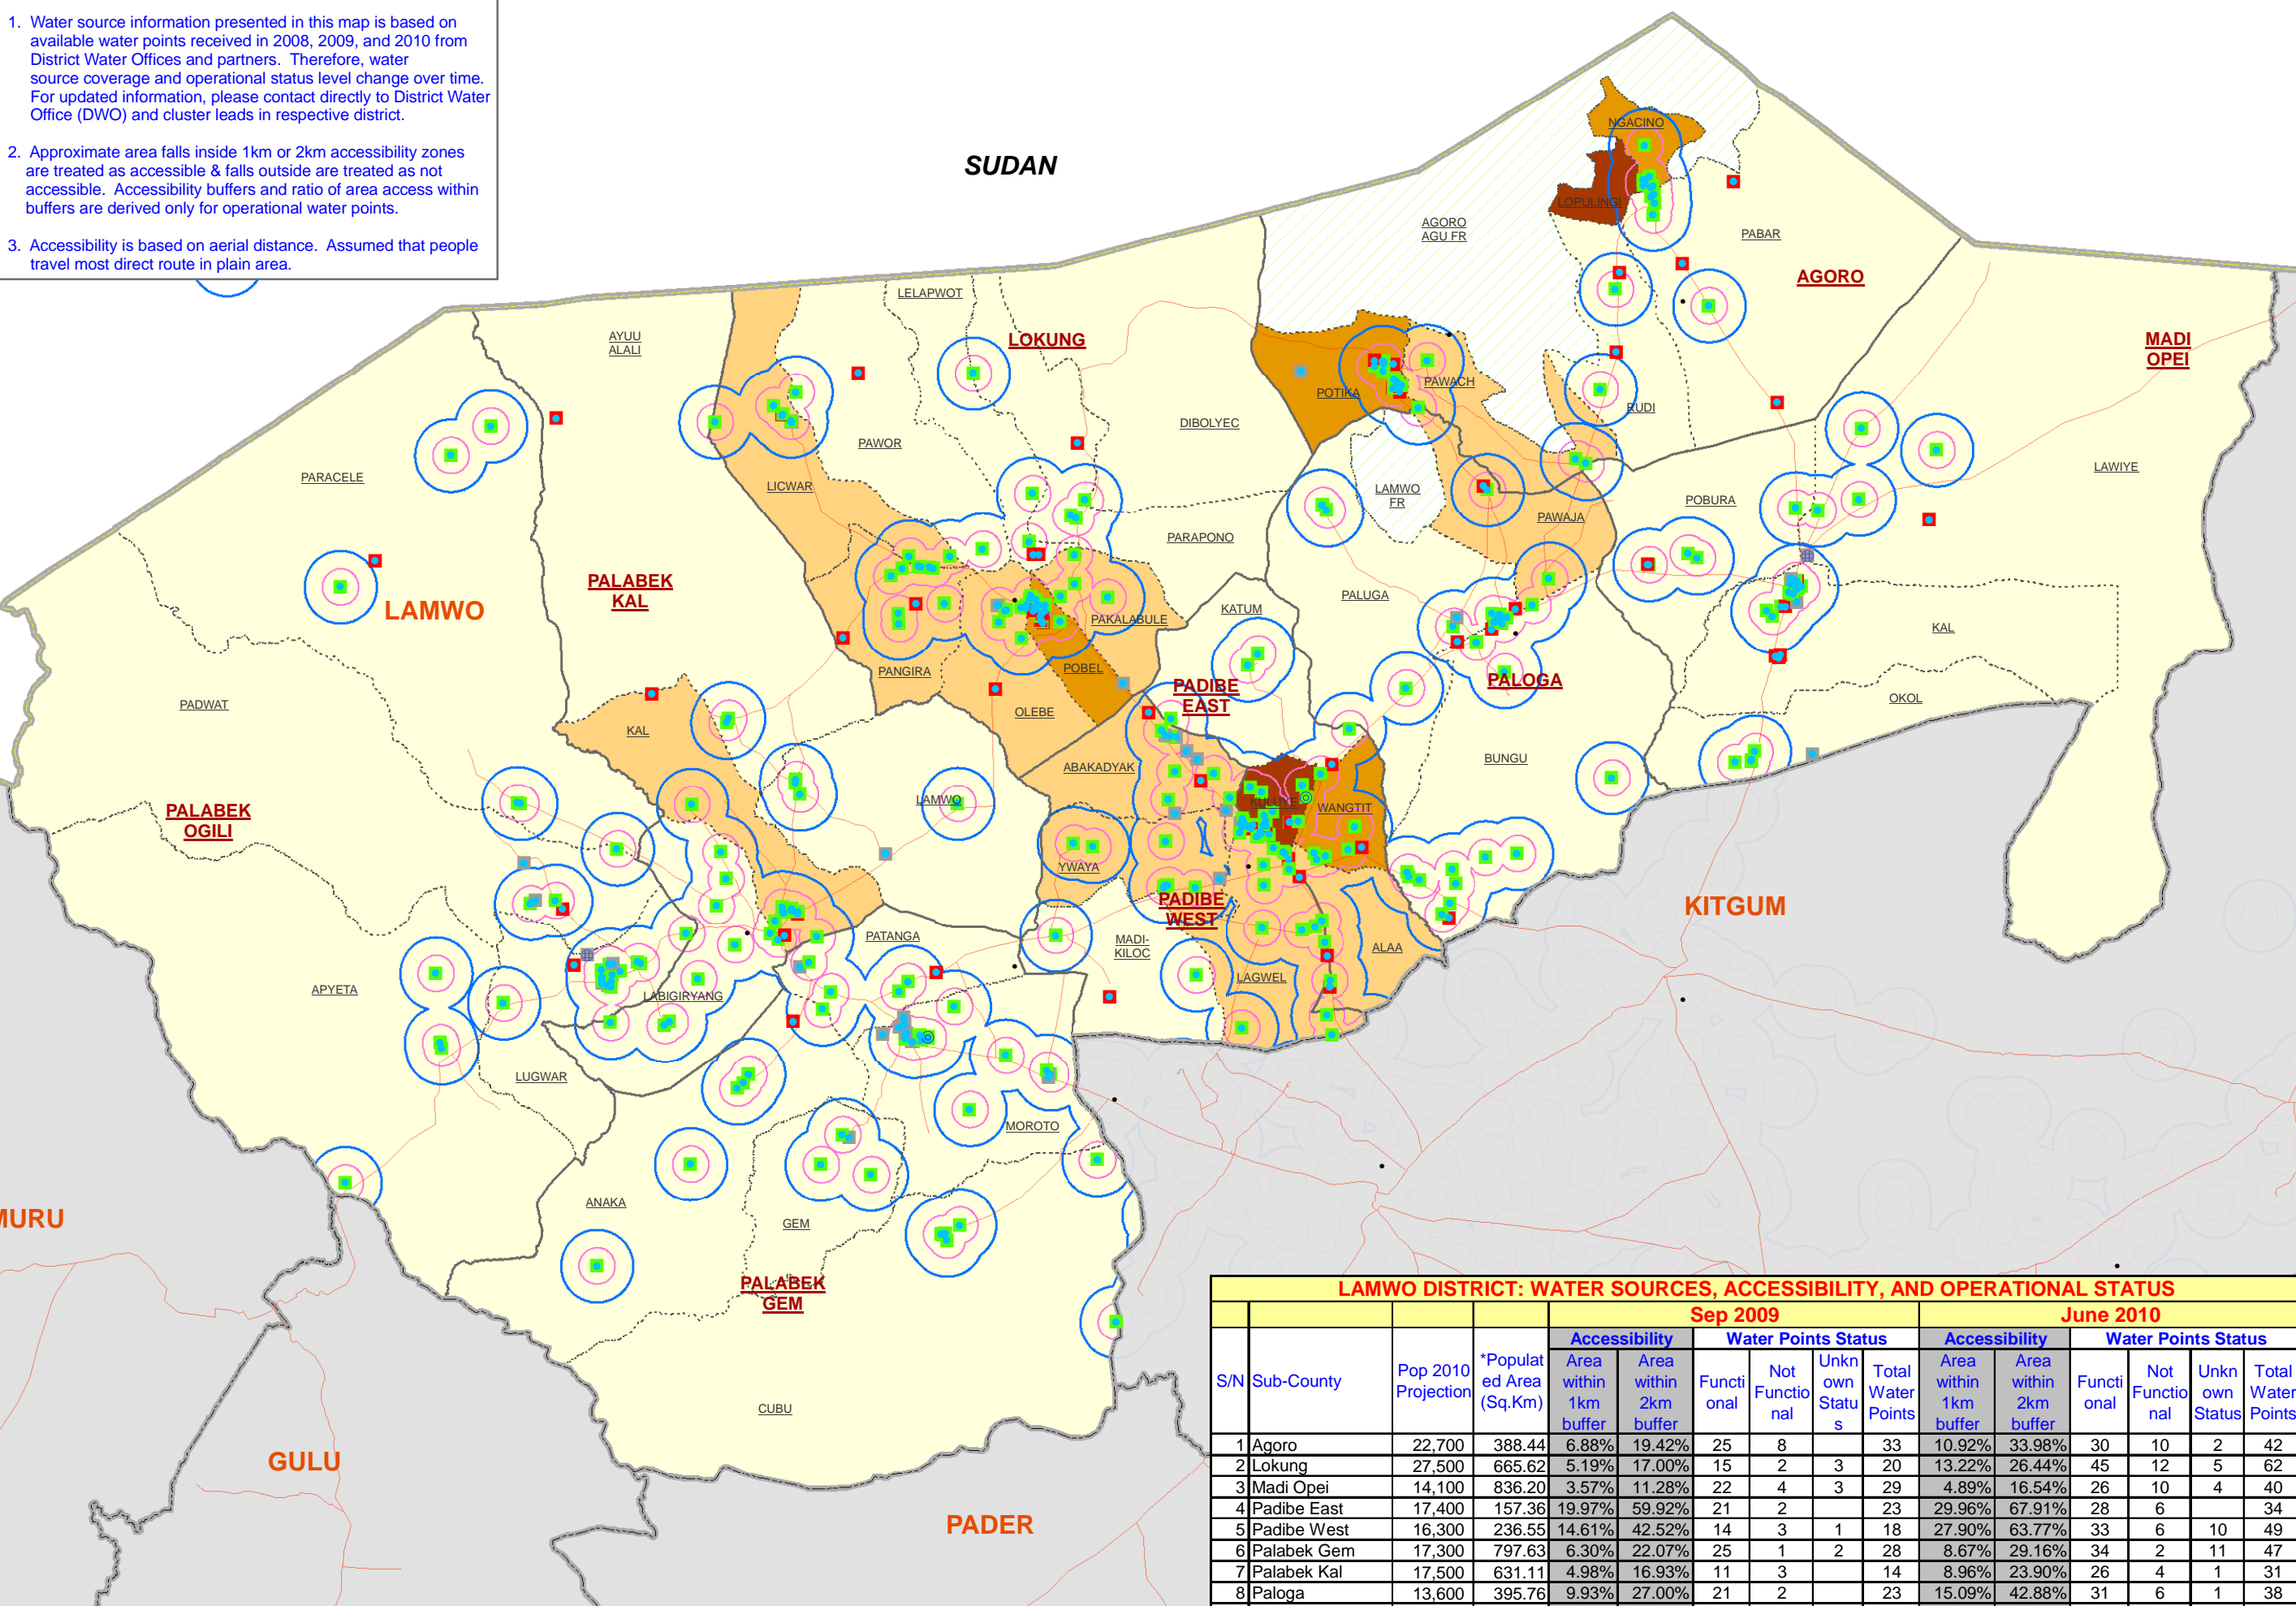 1. Water source information presented in this map is based on
available water points received in 2008, 2009, and 2010 from
District Water Offices and partners. Therefore, water
source coverage and operational status level change over time.
For updated information, please contact directly to District Water
Office (DWO) and cluster leads in respective district.
2. Approximate area falls inside 1km or 2km accessibility zones
are treated as accessible & falls outside are treated as not
accessible. Accessibility buffers and ratio of area access within
buffers are derived only for operational water points.
3. Accessibility is based on aerial distance. Assumed that people
travel most direct route in plain area.
SUDAN
NGACINO
LOPULINGI
AGORO
AGU FR
PABAR
AGORO
LELAPWOT
AYUU
ALALI
LOKUNG
MADI
OPEI
POTIKA
PAWACH
RUDI
DIBOLYEC
PAWOR
PARACELE
LICWAR
LAMWO
FR
POBURA
LAWIYE
PAWAJA
PARAPONO
PALABEK
KAL
LAMWO
PALUGA
KATUM
PAKALABULE
KAL
PANGIRA
POBEL
PADIBE
EAST
PALOGA
PADWAT
OLEBE
OKOL
KAL
ABAKADYAK
BUNGU
PALABEK
OGILI
LAMWO
KULUYE
WANGTIT
YWAYA
PADIBE
WEST
KITGUM
PATANGA
MADI-
KILOC
ALAA
LAGWEL
APYETA
LABIGIRYANG
LUGWAR
MOROTO
ANAKA
GEM
MURU
PALABEK
GEM
CUBU
GULU
PADER
LAMWO DISTRICT: WATER SOURCES, ACCESSIBILITY, AND OPERATIONAL STATUS
Sep 2009 June 2010
Accessibility Water Points Status Accessibility Water Points Status
S/N Sub-County Pop 2010 Projection *Populat ed Area (Sq.Km) Area within 1km buffer Area within 2km buffer Functi onal Not Functio nal Unkn own Statu s Total Water Points Area within 1km buffer Area within 2km buffer Functi onal Not Functio nal Unkn own Status Total Water Points
1 Agoro 22,700 388.44 6.88% 19.42% 25 8 33 10.92% 33.98% 30 10 2 42
2 Lokung 27,500 665.62 5.19% 17.00% 15 2 3 20 13.22% 26.44% 45 12 5 62
3 Madi Opei 14,100 836.20 3.57% 11.28% 22 4 3 29 4.89% 16.54% 26 10 4 40
4 Padibe East 17,400 157.36 19.97% 59.92% 21 2 23 29.96% 67.91% 28 6 34
5 Padibe West 16,300 236.55 14.61% 42.52% 14 3 1 18 27.90% 63.77% 33 6 10 49
6 Palabek Gem 17,300 797.63 6.30% 22.07% 25 1 2 28 8.67% 29.16% 34 2 11 47
7 Palabek Kal 17,500 631.11 4.98% 16.93% 11 3 14 8.96% 23.90% 26 4 1 31
8 Paloga 13,600 395.76 9.93% 27.00% 21 2 23 15.09% 42.88% 31 6 1 38